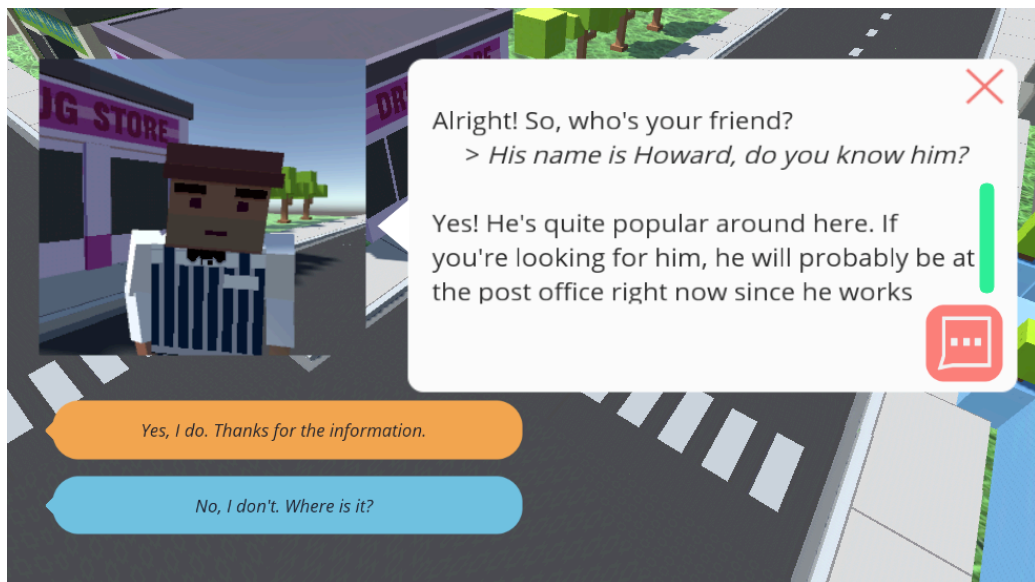 UG STORE
DR
Alright! So, who's your friend?
> His name is Howard, do you know him?
Yes! He's quite popular around here. If
you're looking for him, he will probably be at
the post office right now since he works
Yes, I do. Thanks for the information.
No, I don't. Where is it?